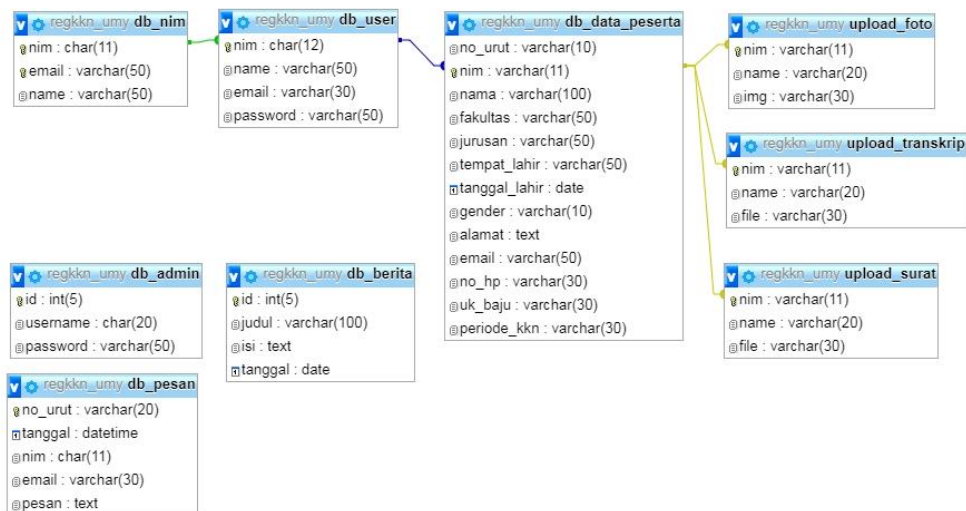 regkkn_umy db_nim
nim : char(11)
email : varchar(50)
name : varchar(50)
regkkn_umy db_user
nim : char(12)
name : varchar(50)
email : varchar(30)
password : varchar(50)
regkkn_umy db_data_peserta
no_urut : varchar(10)
nim : varchar(11)
nama : varchar(100)
fakultas : varchar(50)
jurusan : varchar(50)
tempat_lahir : varchar(50)
tanggal_lahir : date
gender : varchar(10)
alamat : text
email : varchar(50)
no_hp : varchar(30)
uk_baju : varchar(30)
periode_kkn : varchar(30)
regkkn_umy upload_foto
nim : varchar(11)
name : varchar(20)
img : varchar(30)
regkkn_umy upload_transkrip
nim : varchar(11)
name : varchar(20)
file : varchar(30)
regkkn_umy upload_surat
nim : varchar(11)
name : varchar(20)
file : varchar(30)
regkkn_umy db_admin
id : int(5)
username : char(20)
password : varchar(50)
regkkn_umy db_berita
id : int(5)
judul : varchar(100)
isi : text
tanggal : date
regkkn_umy db_pesan
no_urut : varchar(20)
tanggal : datetime
nim : char(11)
email : varchar(30)
pesan : text